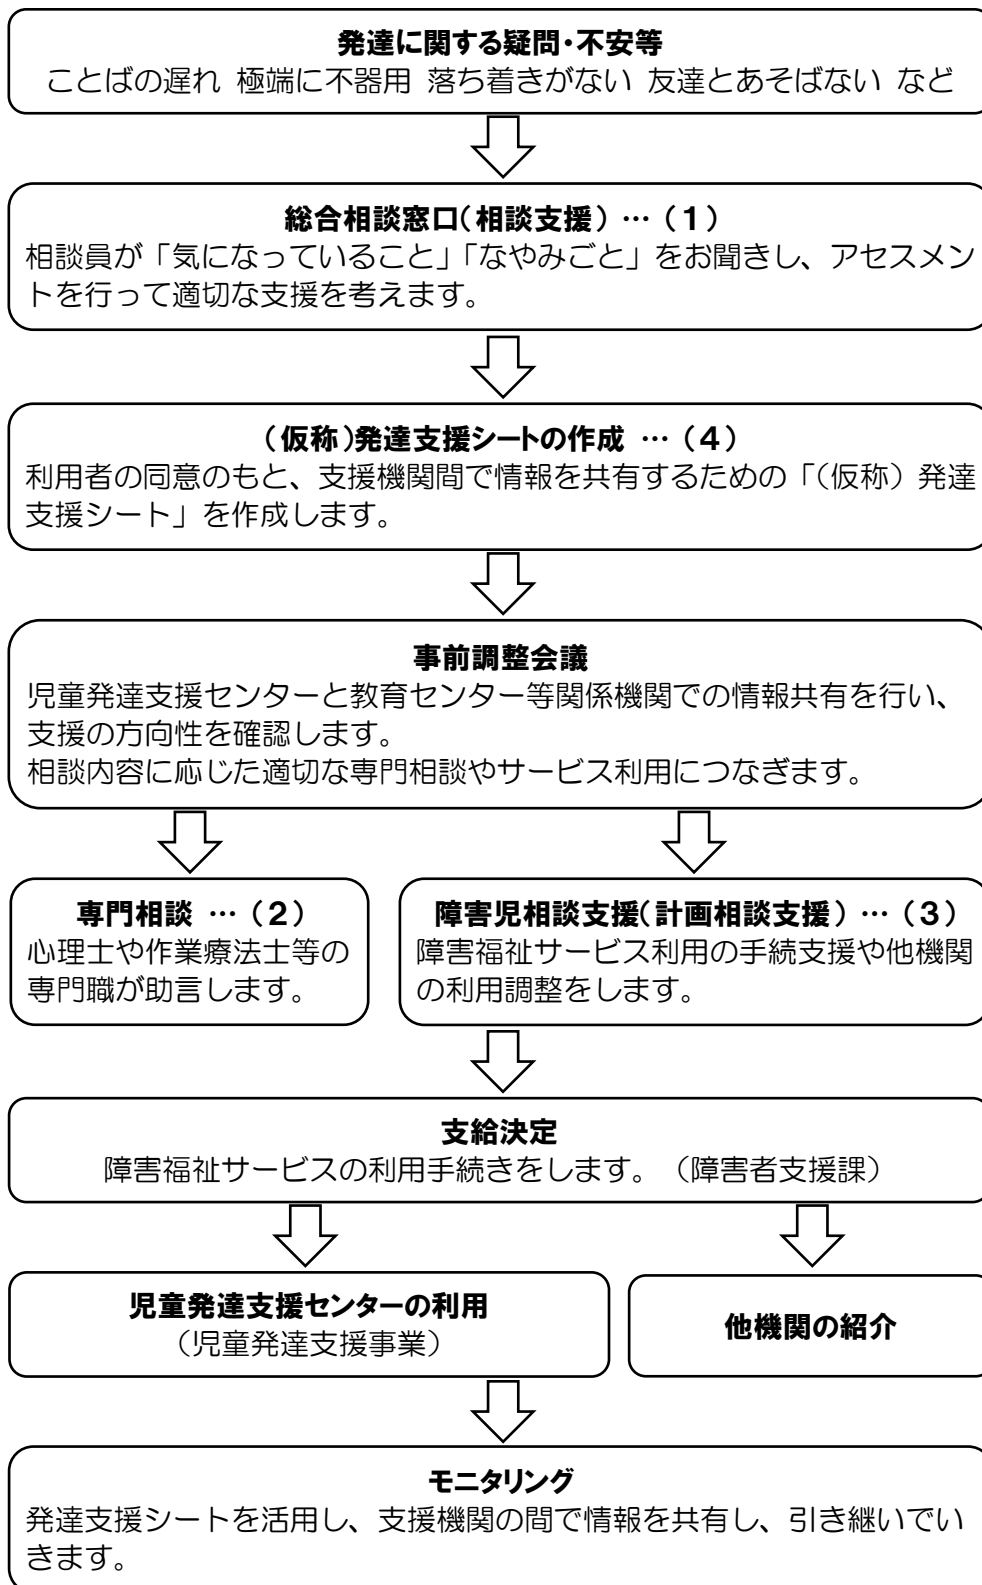 発達に関する疑問・不安等
ことばの遅れ 極端に不器用 落ち着きがない 友達とあそばない など
総合相談窓口(相談支援) … (1)
相談員が「気になっていること」「なやみごと」をお聞きし、アセスメン
トを行って適切な支援を考えます。
(仮称)発達支援シートの作成 … (4)
利用者の同意のもと、支援機関間で情報を共有するための「(仮称)発達
支援シート」を作成します。
事前調整会議
児童発達支援センターと教育センター等関係機関での情報共有を行い、
支援の方向性を確認します。
相談内容に応じた適切な専門相談やサービス利用につなぎます。
専門相談 … (2)
心理士や作業療法士等の
専門職が助言します。
障害児相談支援(計画相談支援) … (3)
障害福祉サービス利用の手続支援や他機関
の利用調整をします。
支給決定
障害福祉サービスの利用手続きをします。(障害者支援課)
児童発達支援センターの利用
(児童発達支援事業)
他機関の紹介
モニタリング
発達支援シートを活用し、支援機関の間で情報を共有し、引き継いでい
きます。